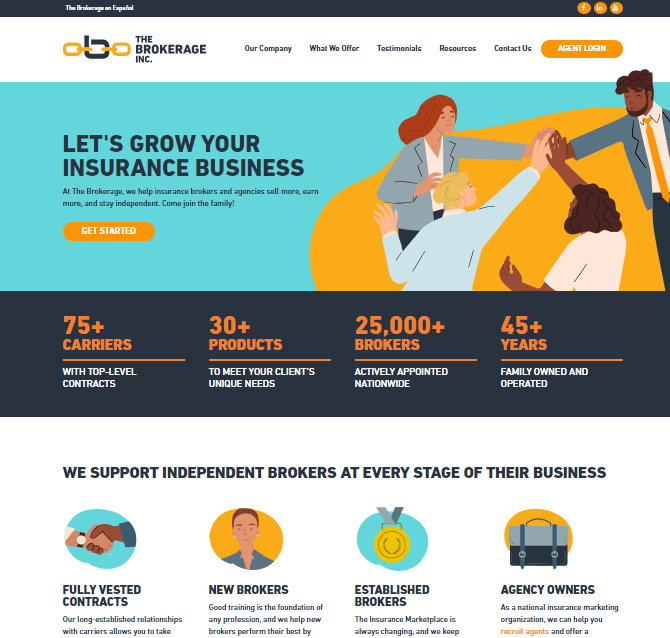 The Brokerage en Español
THE
BROKERAGE
INC.
Our Company
What We Offer
Testimonials
Resources
Contact Us
AGENT LOGIN
LET'S GROW YOUR
INSURANCE BUSINESS
At The Brokerage, we help insurance brokers and agencies sell more, earn
more, and stay independent. Come join the family!
GET STARTED
75+
CARRIERS
WITH TOP-LEVEL
CONTRACTS
30+
PRODUCTS
TO MEET YOUR CLIENT'S
UNIQUE NEEDS
25,000+
BROKERS
ACTIVELY APPOINTED
NATIONWIDE
45+
YEARS
FAMILY OWNED AND
OPERATED
WE SUPPORT INDEPENDENT BROKERS AT EVERY STAGE OF THEIR BUSINESS
FULLY VESTED
CONTRACTS
Our long-established relationships
with carriers allows you to take
NEW BROKERS
Good training is the foundation of
any profession, and we help new
brokers perform their best by
ESTABLISHED
BROKERS
The Insurance Marketplace is
always changing, and we keep
AGENCY OWNERS
As a national insurance marketing
organization, we can help you
recruit agents and offer a